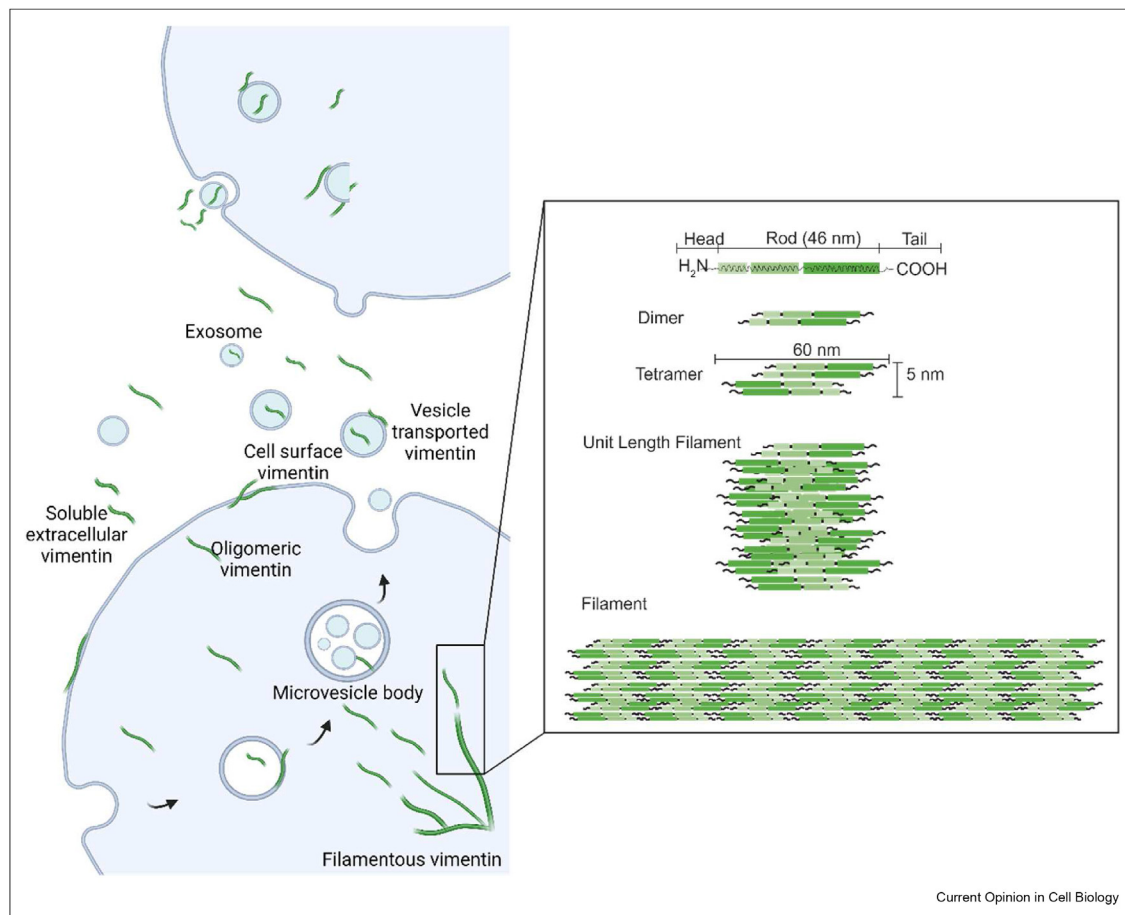 Exosome
Vesicle
transported
vimentin
Cell surface
vimentin
Soluble
extracellular
vimentin
Oligomeric
vimentin
Microvesicle body
Filamentous vimentin
Head Rod (46 nm) Tail
H2N COOH
Dimer
60 nm
Tetramer
5 nm
Unit Length Filament
Filament
Current Opinion in Cell Biology